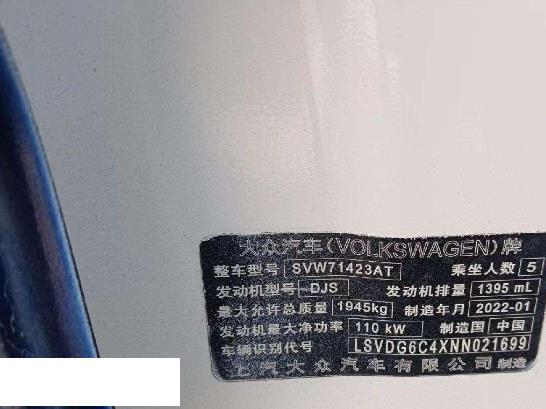 大众汽车(VOLKSWAGEN)牌
整车型号 SVW71423AT 乘坐人数 5
发动机型号 DJS 发动机排量 1395 mL
最大允许总质量 1945kg 制造年月 2022-01
发动机最大净功率 110 kW 制造国 中国
车辆识别代号 LSVDG6C4XNN021699
上汽大众汽车有限公司 制造